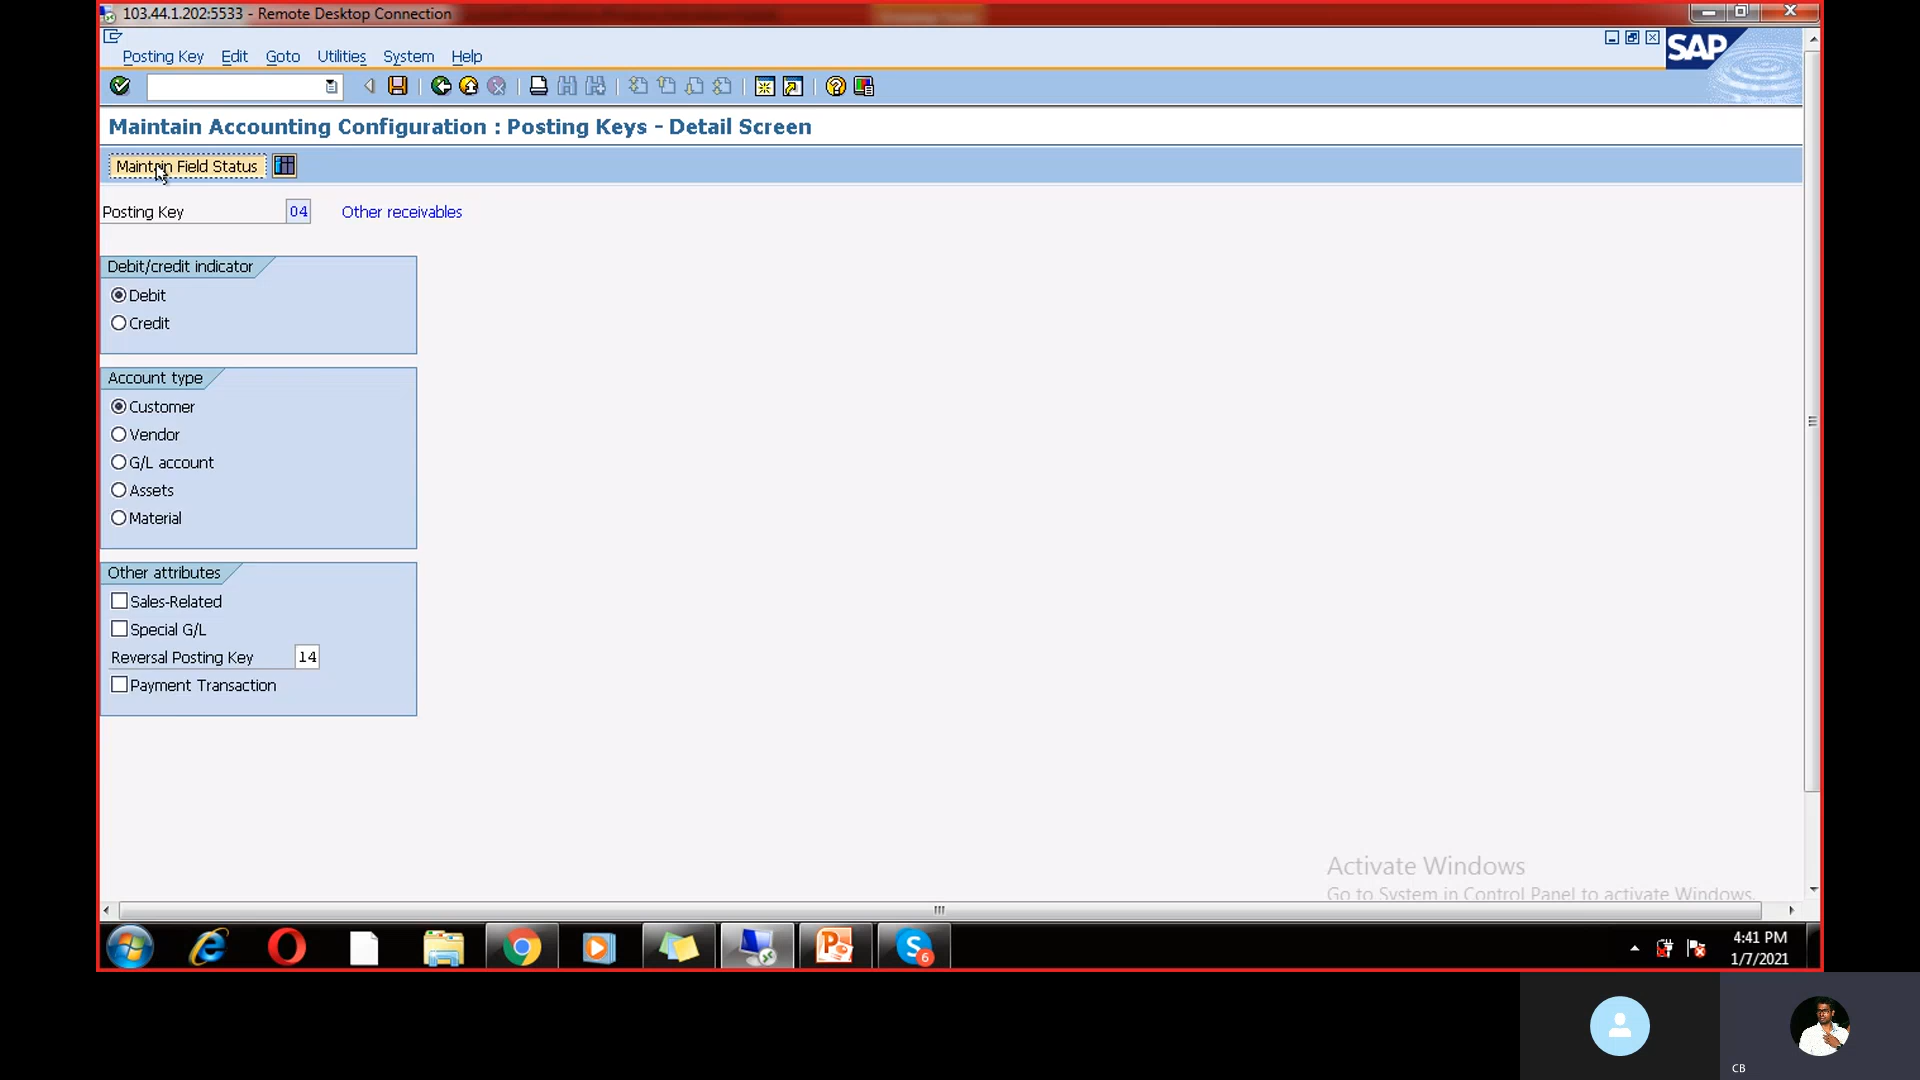 103.44.1.202:5533 - Remote Desktop Connection
Posting Key Edit Goto Utilities System Help
SAP
Maintain Accounting Configuration : Posting Keys - Detail Screen
Maintain Field Status
Posting Key 04 Other receivables
Debit/credit indicator
Debit
Credit
Account type
Customer
Vendor
G/L account
Assets
Material
Other attributes
Sales-Related
Special G/L
Reversal Posting Key 14
Payment Transaction
Activate Windows
Go to System in Control Panel to activate Windows.
6
4:41 PM
1/7/2021
CB